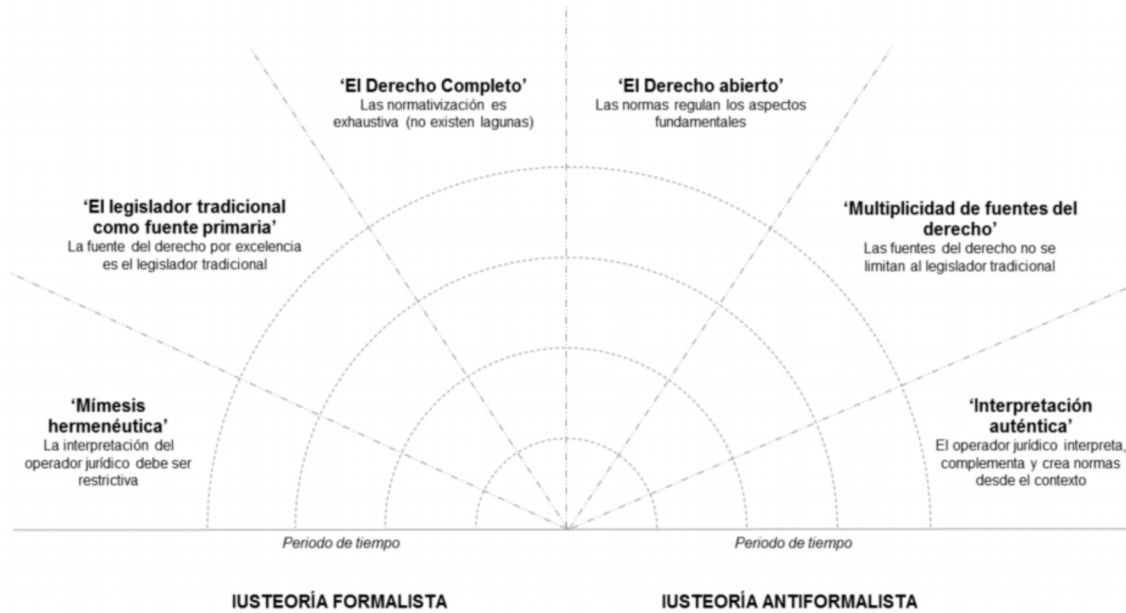 ‘El Derecho Completo’
Las normativización es
exhaustiva (no existen lagunas)
‘El Derecho abierto’
Las normas regulan los aspectos
fundamentales
‘El legislador tradicional
como fuente primaria’
La fuente del derecho por excelencia
es el legislador tradicional
‘Multiplicidad de fuentes del
derecho’
Las fuentes del derecho no se
limitan al legislador tradicional
‘Mímesis
hermenéutica’
La interpretación del
operador jurídico debe ser
restrictiva
‘Interpretación
auténtica’
El operador jurídico interpreta,
complementa y crea normas
desde el contexto
Periodo de tiempo
Periodo de tiempo
IUSTEORÍA FORMALISTA
IUSTEORÍA ANTIFORMALISTA